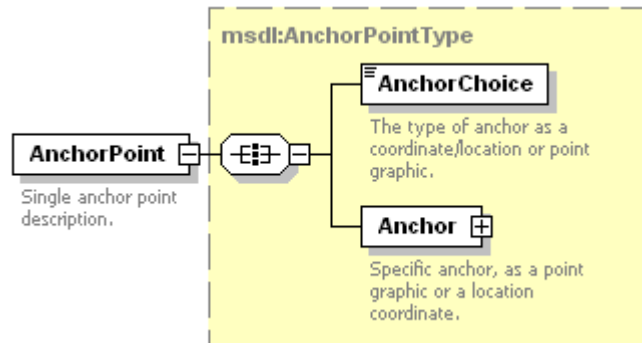 msdl:AnchorPointType
AnchorChoice
The type of anchor as a
coordinate/location or point
graphic.
AnchorPoint
Single anchor point
description.
Anchor
Specific anchor, as a point
graphic or a location
coordinate.